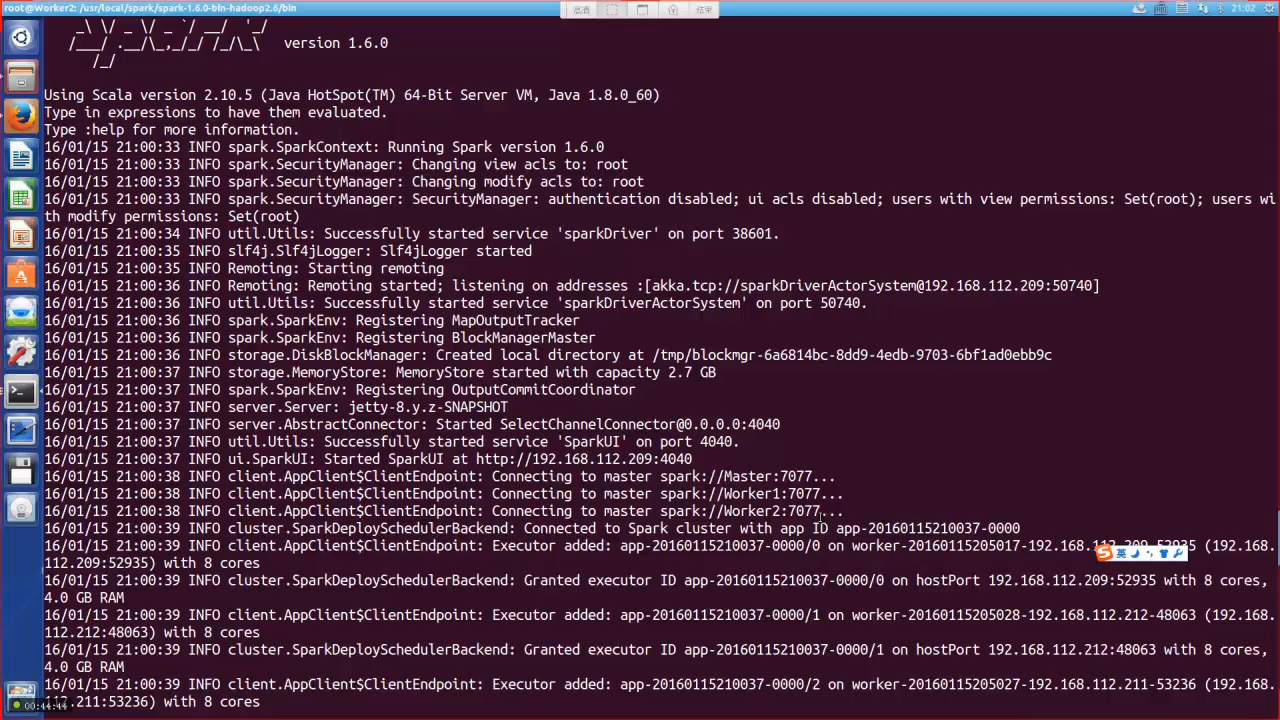 root@Worker2: /usr/local/spark/spark-1.6.0-bin-hadoop2.6/bin
结束
21:02
version 1.6.0
Using Scala version 2.10.5 (Java HotSpot(TM) 64-Bit Server VM, Java 1.8.0_60)
Type in expressions to have them evaluated.
Type :help for more information.
16/01/15 21:00:33 INFO spark.SparkContext: Running Spark version 1.6.0
16/01/15 21:00:33 INFO spark.SecurityManager: Changing view acls to: root
16/01/15 21:00:33 INFO spark.SecurityManager: Changing modify acls to: root
16/01/15 21:00:33 INFO spark.SecurityManager: SecurityManager: authentication disabled; ui acls disabled; users with view permissions: Set(root); users wi
th modify permissions: Set(root)
16/01/15 21:00:34 INFO util.Utils: Successfully started service 'sparkDriver' on port 38601.
16/01/15 21:00:35 INFO slf4j.Slf4jLogger: Slf4jLogger started
16/01/15 21:00:35 INFO Remoting: Starting remoting
16/01/15 21:00:36 INFO Remoting: Remoting started; listening on addresses :[akka.tcp://sparkDriverActorSystem@192.168.112.209:50740]
16/01/15 21:00:36 INFO util.Utils: Successfully started service 'sparkDriverActorSystem' on port 50740.
16/01/15 21:00:36 INFO spark.SparkEnv: Registering MapOutputTracker
16/01/15 21:00:36 INFO spark.SparkEnv: Registering BlockManagerMaster
16/01/15 21:00:36 INFO storage.DiskBlockManager: Created local directory at /tmp/blockmgr-6a6814bc-8dd9-4edb-9703-6bf1ad0ebb9c
16/01/15 21:00:37 INFO storage.MemoryStore: MemoryStore started with capacity 2.7 GB
16/01/15 21:00:37 INFO spark.SparkEnv: Registering OutputCommitCoordinator
16/01/15 21:00:37 INFO server.Server: jetty-8.y.z-SNAPSHOT
16/01/15 21:00:37 INFO server.AbstractConnector: Started SelectChannelConnector@0.0.0.0:4040
16/01/15 21:00:37 INFO util.Utils: Successfully started service 'SparkUI' on port 4040.
16/01/15 21:00:37 INFO ui.SparkUI: Started SparkUI at http://192.168.112.209:4040
16/01/15 21:00:38 INFO client.AppClient$ClientEndpoint: Connecting to master spark://Master:7077...
16/01/15 21:00:38 INFO client.AppClient$ClientEndpoint: Connecting to master spark://Worker1:7077...
16/01/15 21:00:38 INFO client.AppClient$ClientEndpoint: Connecting to master spark://Worker2:7077...
16/01/15 21:00:39 INFO cluster.SparkDeploySchedulerBackend: Connected to Spark cluster with app ID app-20160115210037-0000
16/01/15 21:00:39 INFO client.AppClient$ClientEndpoint: Executor added: app-20160115210037-0000/0 on worker-20160115205017-192.168.112.209-52935 (192.168.
英
112.209:52935) with 8 cores
16/01/15 21:00:39 INFO cluster.SparkDeploySchedulerBackend: Granted executor ID app-20160115210037-0000/0 on hostPort 192.168.112.209:52935 with 8 cores,
4.0 GB RAM
16/01/15 21:00:39 INFO client.AppClient$ClientEndpoint: Executor added: app-20160115210037-0000/1 on worker-20160115205028-192.168.112.212-48063 (192.168.
112.212:48063) with 8 cores
16/01/15 21:00:39 INFO cluster.SparkDeploySchedulerBackend: Granted executor ID app-20160115210037-0000/1 on hostPort 192.168.112.212:48063 with 8 cores,
4.0 GB RAM
16/01/15 21:00:39 INFO client.AppClient$ClientEndpoint: Executor added: app-20160115210037-0000/2 on worker-20160115205027-192.168.112.211-53236 (192.168.
112.211:53236) with 8 cores
00:44:44